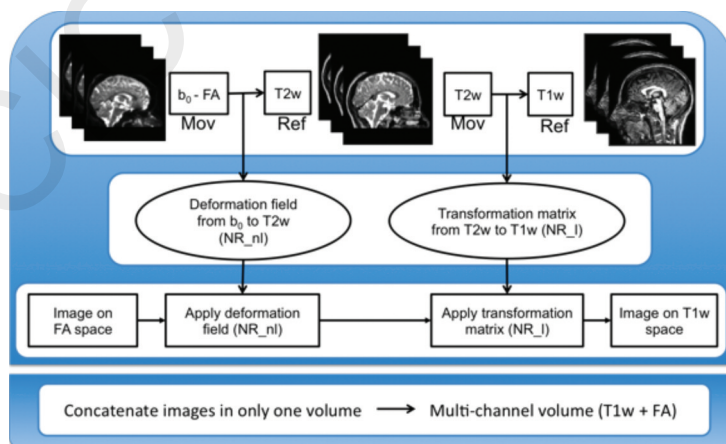 b₀ - FA
T2w
T2w
T1w
Mov
Ref
Mov
Ref
Deformation field
from b₀ to T2w
(NR_nl)
Transformation matrix
from T2w to T1w (NR_l)
Image on
FA space
Apply deformation
field (NR_nl)
Apply transformation
matrix (NR_l)
Image on T1w
space
Concatenate images in only one volume → Multi-channel volume (T1w + FA)